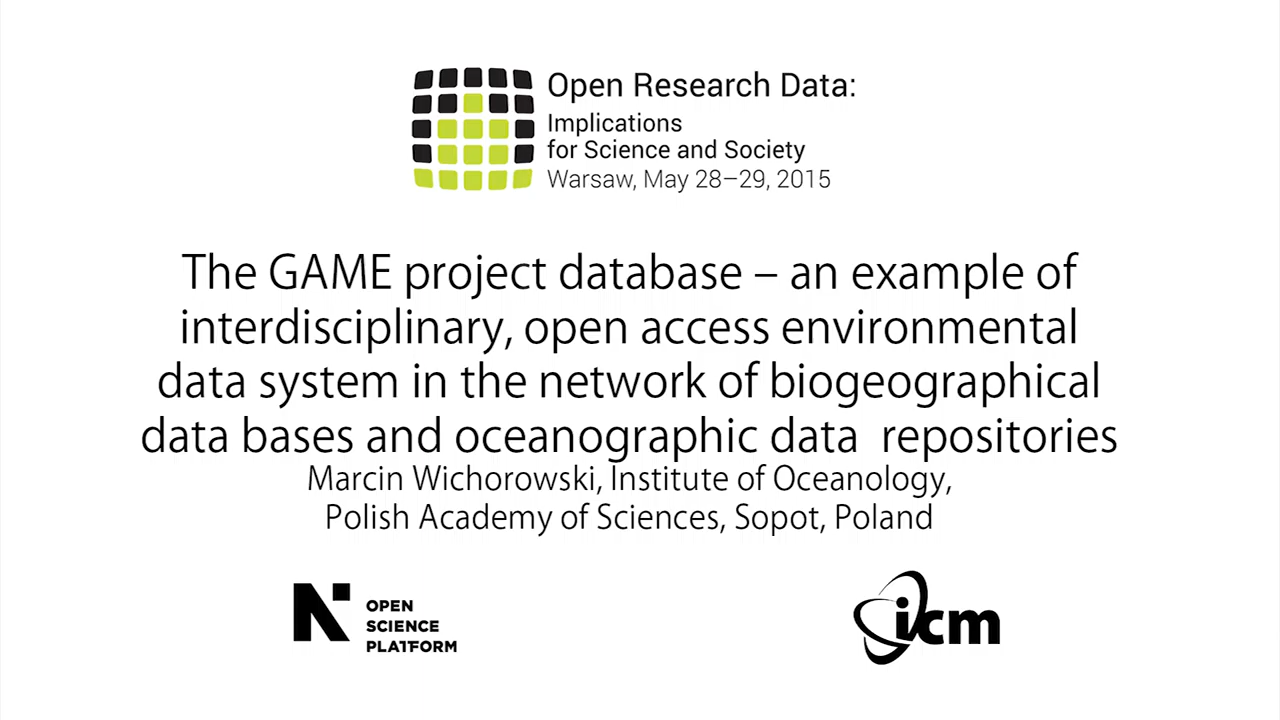 Open Research Data:
Implications
for Science and Society
Warsaw, May 28–29, 2015
The GAME project database – an example of
interdisciplinary, open access environmental
data system in the network of biogeographical
data bases and oceanographic data repositories
Marcin Wichorowski, Institute of Oceanology,
Polish Academy of Sciences, Sopot, Poland
OPEN
SCIENCE
PLATFORM
icm